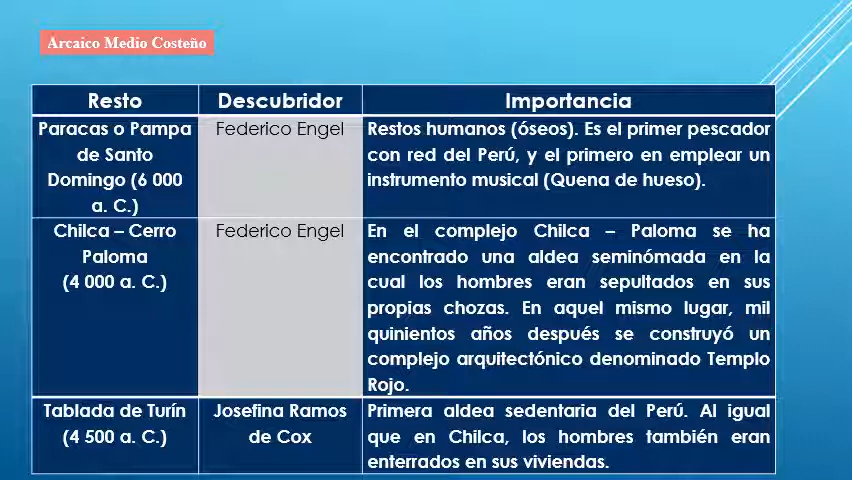 Arcaico Medio Costeño
Resto
Descubridor
Importancia
Paracas o Pampa
de Santo
Domingo (6 000
a. C.)
Federico Engel
Restos humanos (óseos). Es el primer pescador
con red del Perú, y el primero en emplear un
instrumento musical (Quena de hueso).
Chilca – Cerro
Paloma
(4 000 a. C.)
Federico Engel
En el complejo Chilca – Paloma se ha
encontrado una aldea seminómada en la
cual los hombres eran sepultados en sus
propias chozas. En aquel mismo lugar, mil
quinientos años después se construyó un
complejo arquitectónico denominado Templo
Rojo.
Tablada de Turín
(4 500 a. C.)
Josefina Ramos
de Cox
Primera aldea sedentaria del Perú. Al igual
que en Chilca, los hombres también eran
enterrados en sus viviendas.